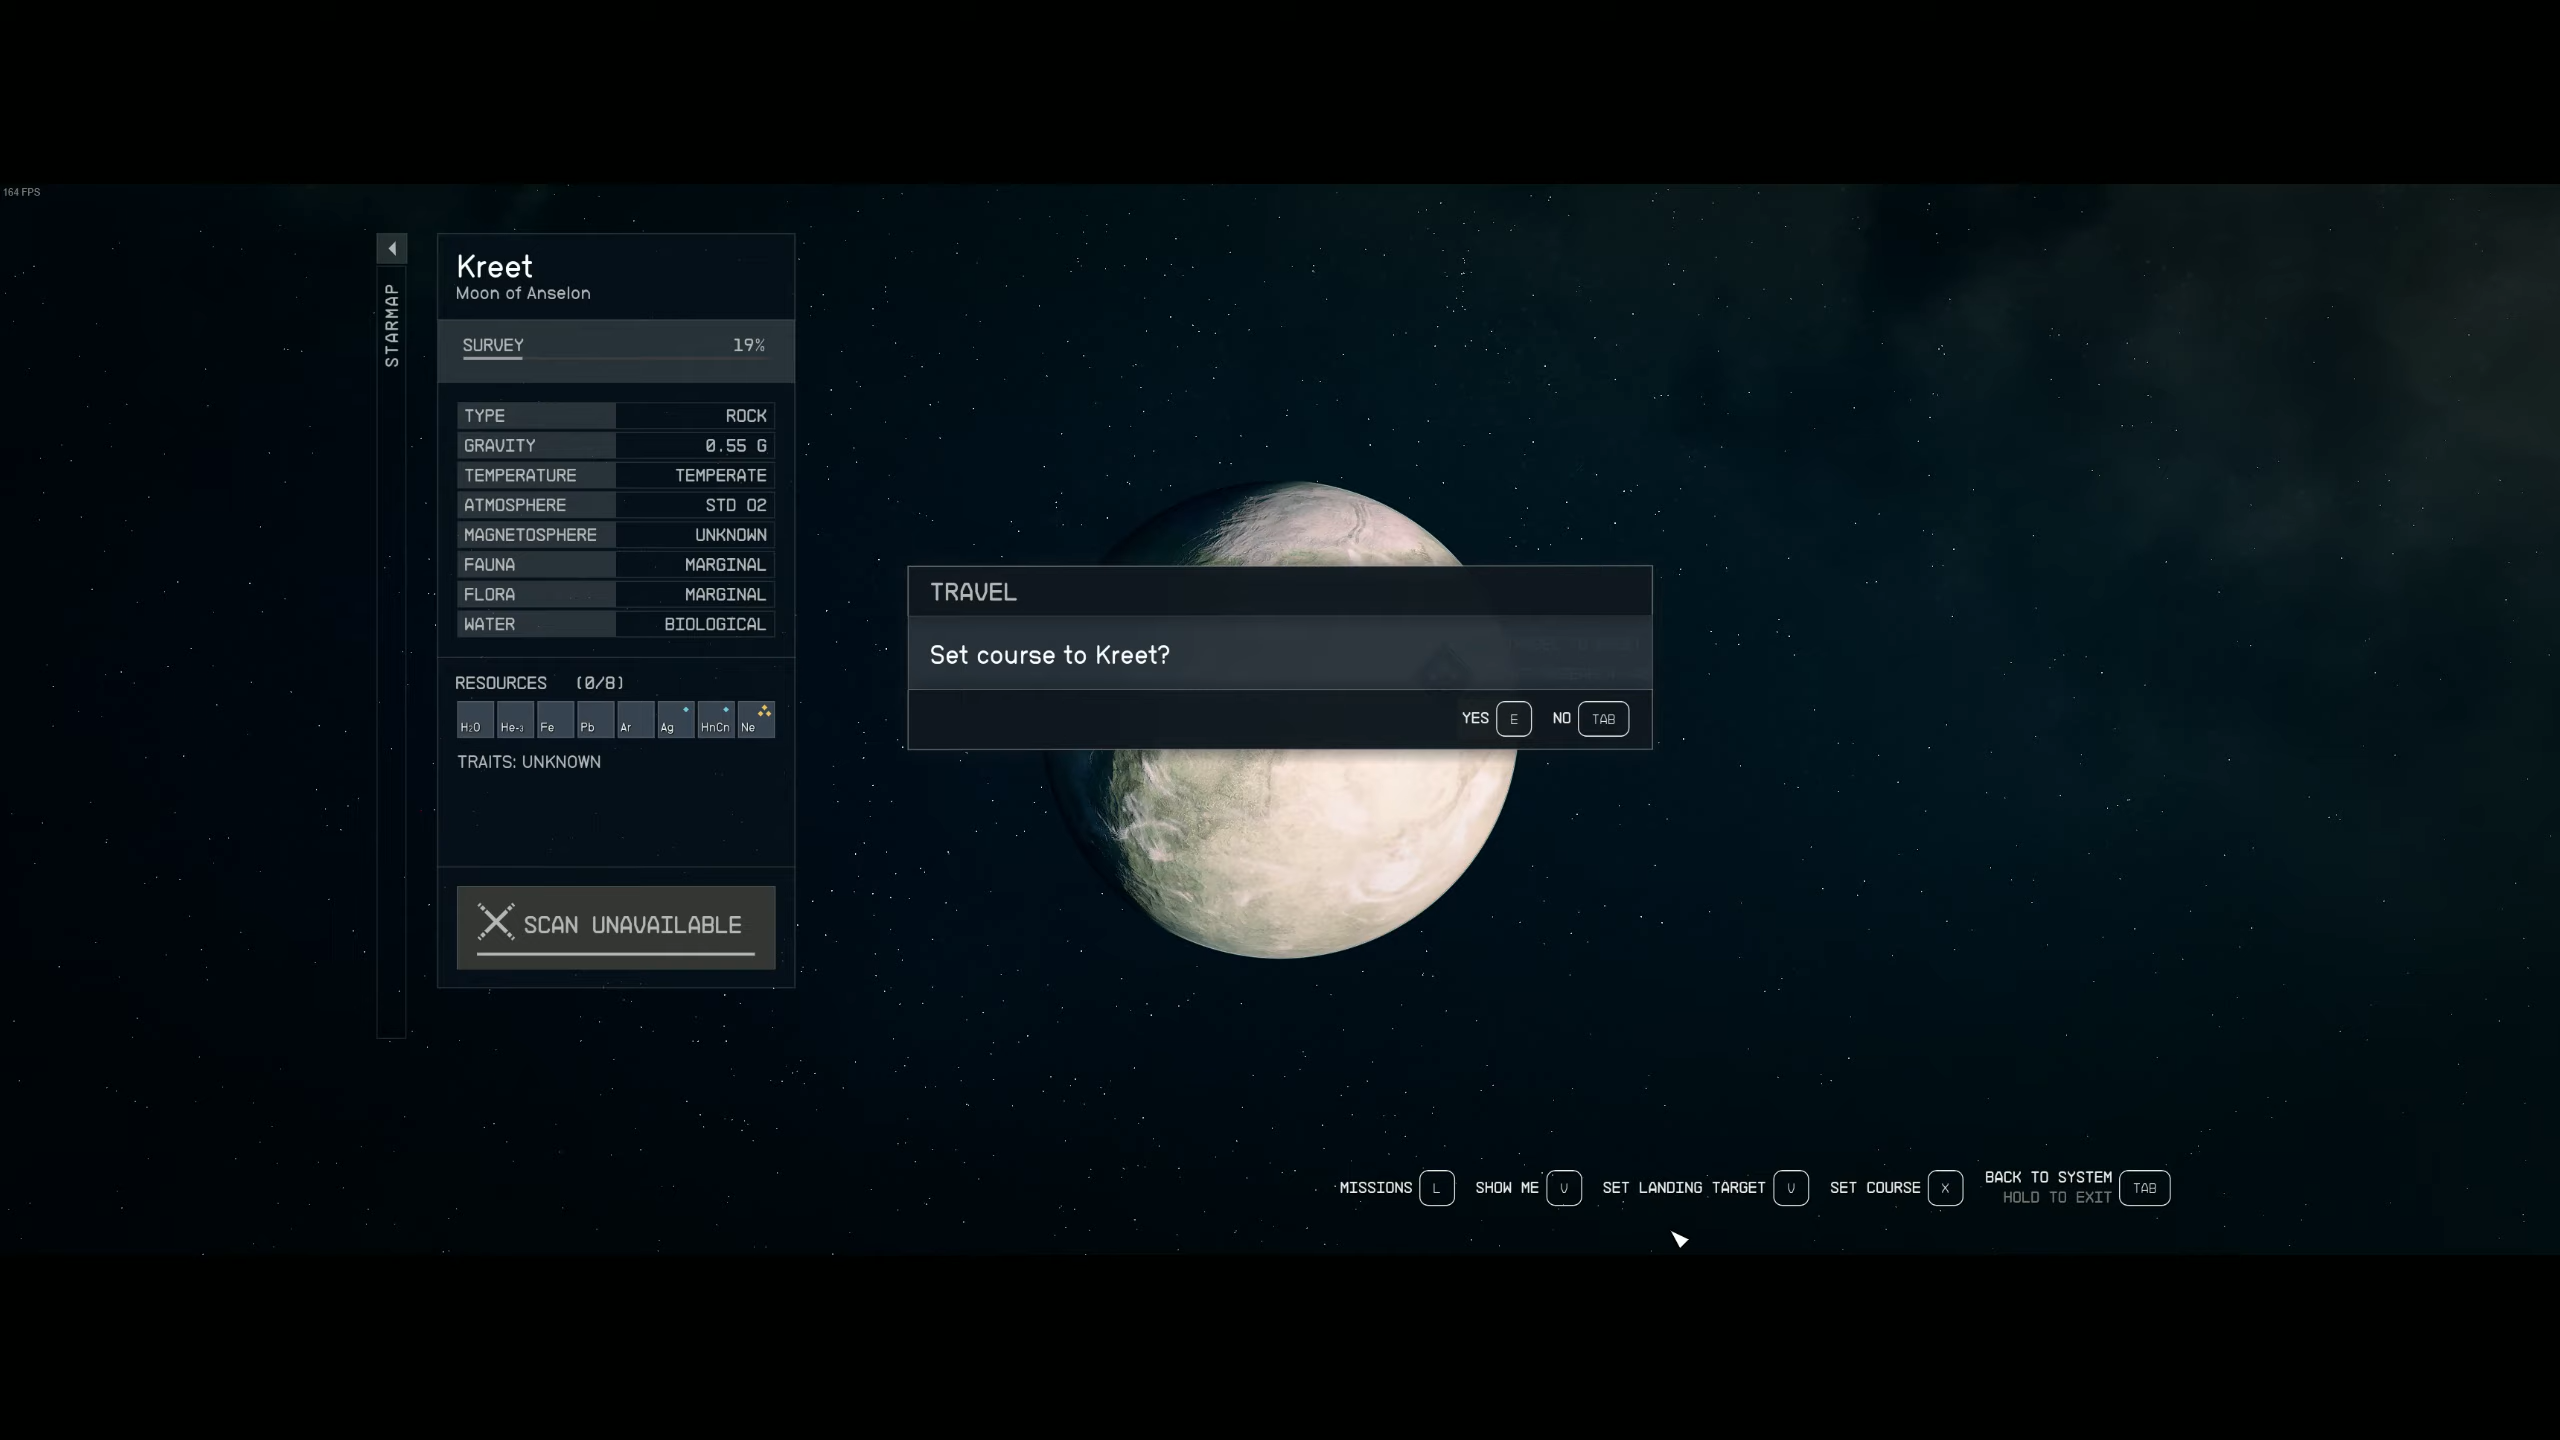 164 FPS
STARMAP
Kreet
Moon of Anselon
SURVEY 19%
TYPE ROCK
GRAVITY 0.55 G
TEMPERATURE TEMPERATE
ATMOSPHERE STD O2
MAGNETOSPHERE UNKNOWN
FAUNA MARGINAL
FLORA MARGINAL
WATER BIOLOGICAL
RESOURCES (0/8)
H₂O He-₃ Fe Pb Ar Ag HnCn Ne
TRAITS: UNKNOWN
SCAN UNAVAILABLE
TRAVEL
Set course to Kreet?
YES E NO TAB
MISSIONS L SHOW ME V SET LANDING TARGET V SET COURSE X BACK TO SYSTEM TAB
HOLD TO EXIT